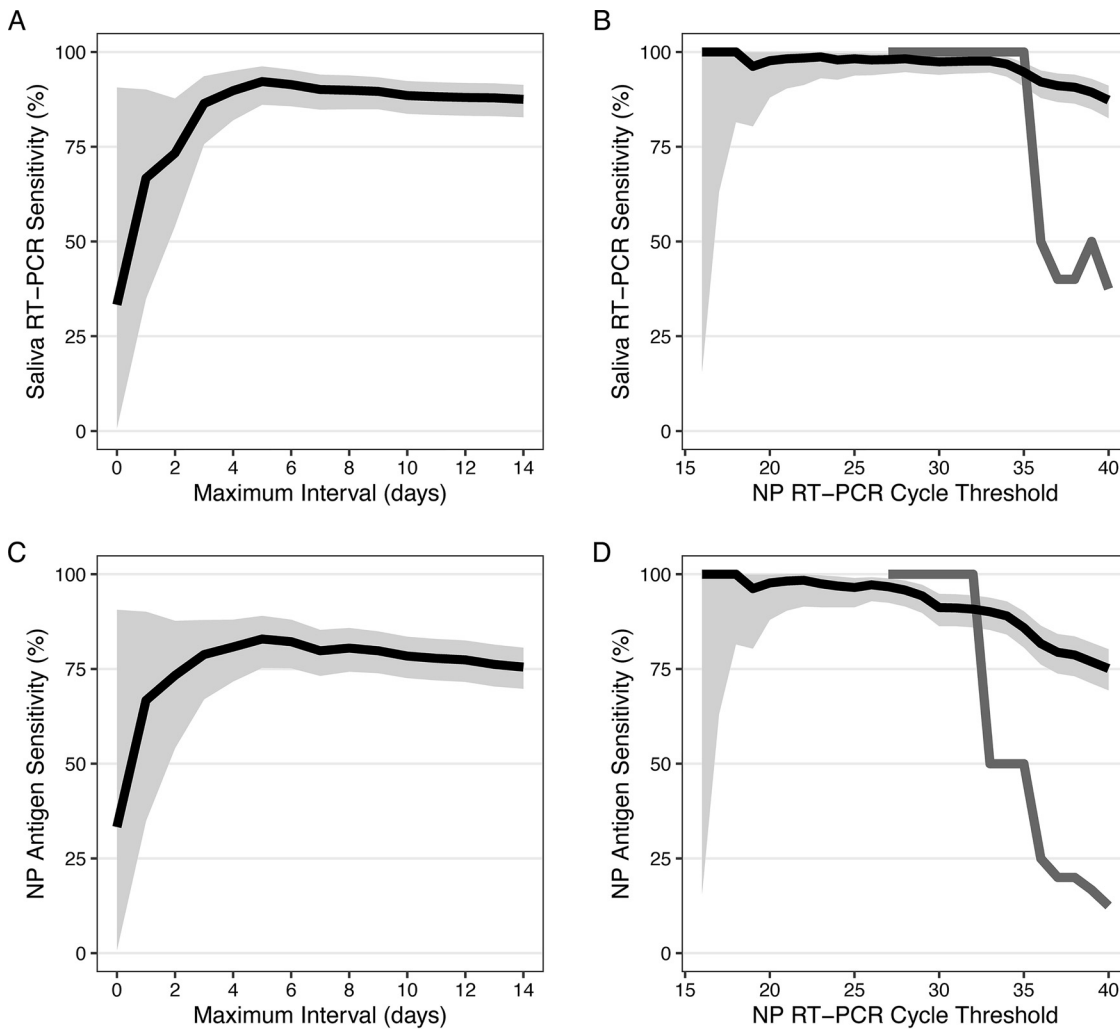 A
Saliva RT−PCR Sensitivity (%)
100
75
50
25
0
0 2 4 6 8 10 12 14
Maximum Interval (days)
B
Saliva RT−PCR Sensitivity (%)
100
75
50
25
0
15 20 25 30 35 40
NP RT−PCR Cycle Threshold
C
NP Antigen Sensitivity (%)
100
75
50
25
0
0 2 4 6 8 10 12 14
Maximum Interval (days)
D
NP Antigen Sensitivity (%)
100
75
50
25
0
15 20 25 30 35 40
NP RT−PCR Cycle Threshold